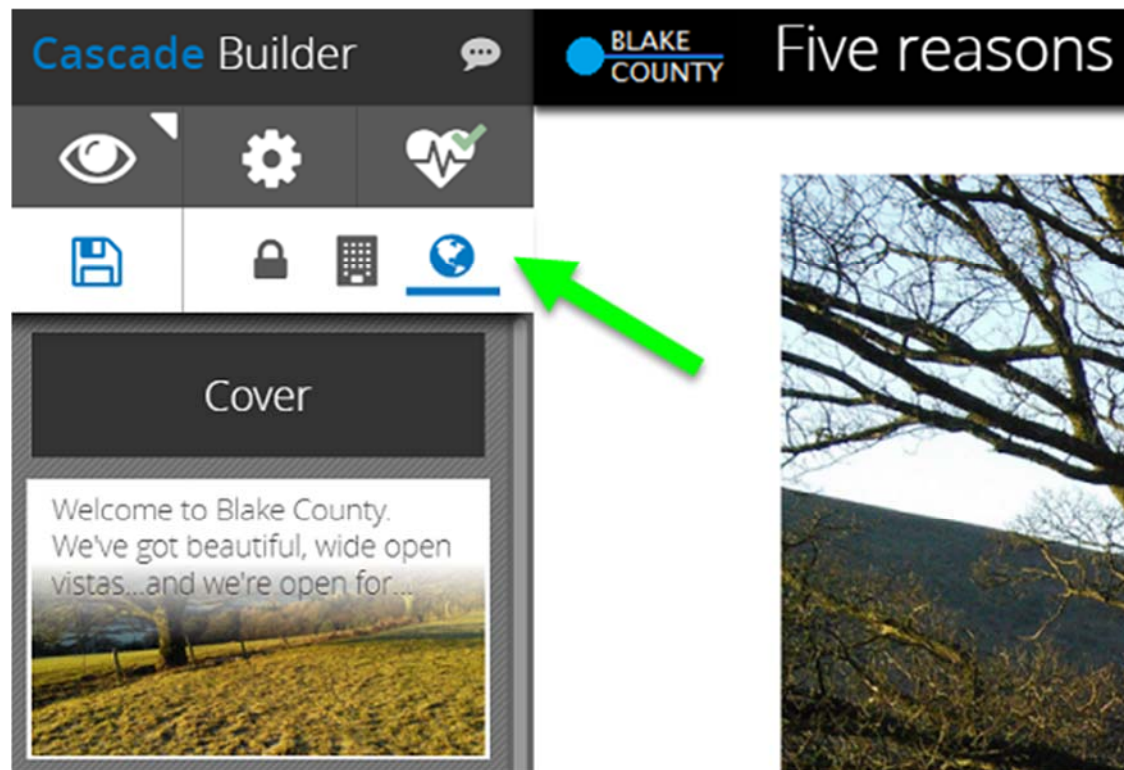 Cascade Builder
BLAKE
COUNTY
Five reasons
Cover
Welcome to Blake County.
We've got beautiful, wide open
vistas...and we're open for...